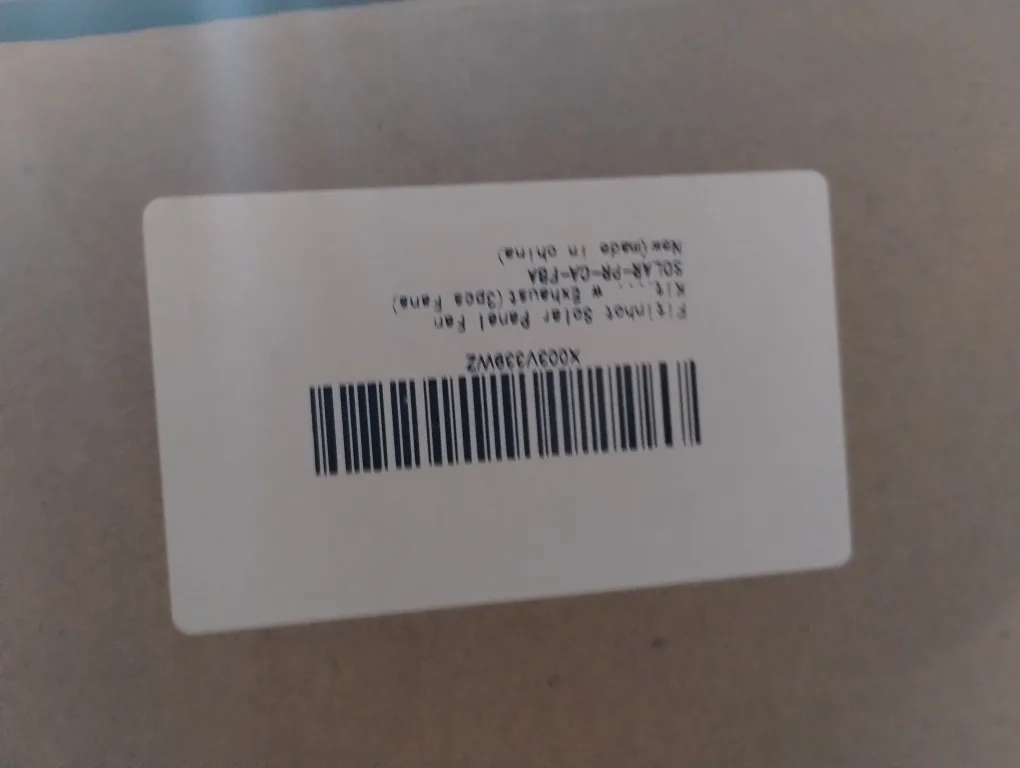 X003V339WZ
Fitinhot Solar Panel Fan
Kit.... w Exhaust(3pcs Fans)
SOLAR-PR-CA-FBA
New(made in china)